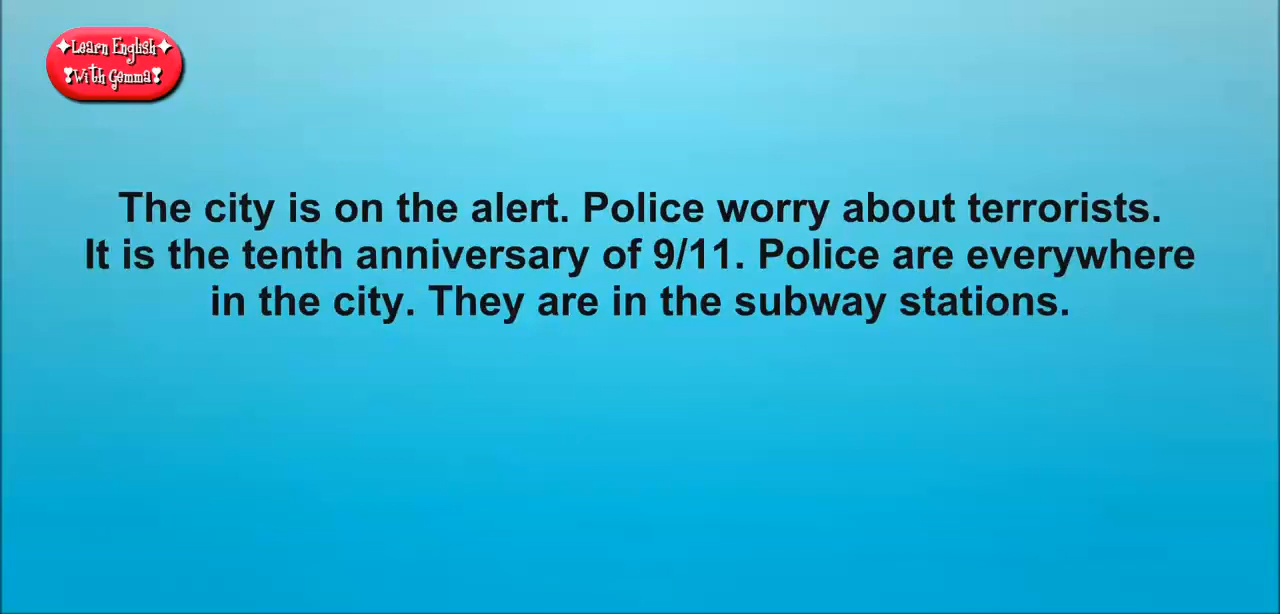 ✦Learn English✦
❣With Gemma❣
The city is on the alert. Police worry about terrorists.
It is the tenth anniversary of 9/11. Police are everywhere
in the city. They are in the subway stations.